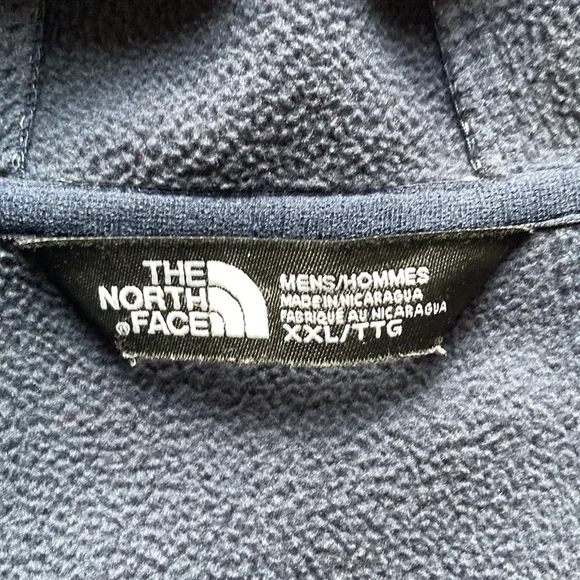 THE
NORTH
FACE
®
MENS/HOMMES
MADE IN NICARAGUA
FABRIQUÉ AU NICARAGUA
XXL/TTG